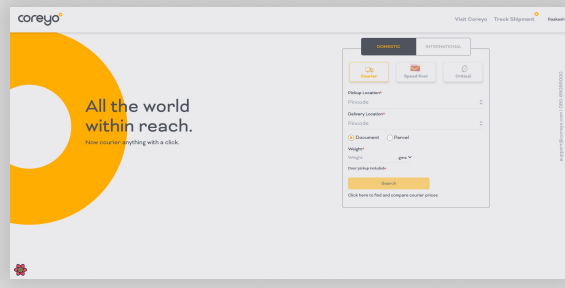 coreyo
Visit Coreyo Track Shipment
DOMESTIC INTERNATIONAL
Courier Speed Post Critical
Pickup Location*
Pincode
Delivery Location*
Pincode
Document Parcel
Weight*
Weight gms
Door pickup included*
Search
Click here to find and compare courier prices
All the world
within reach.
Now courier anything with a click.